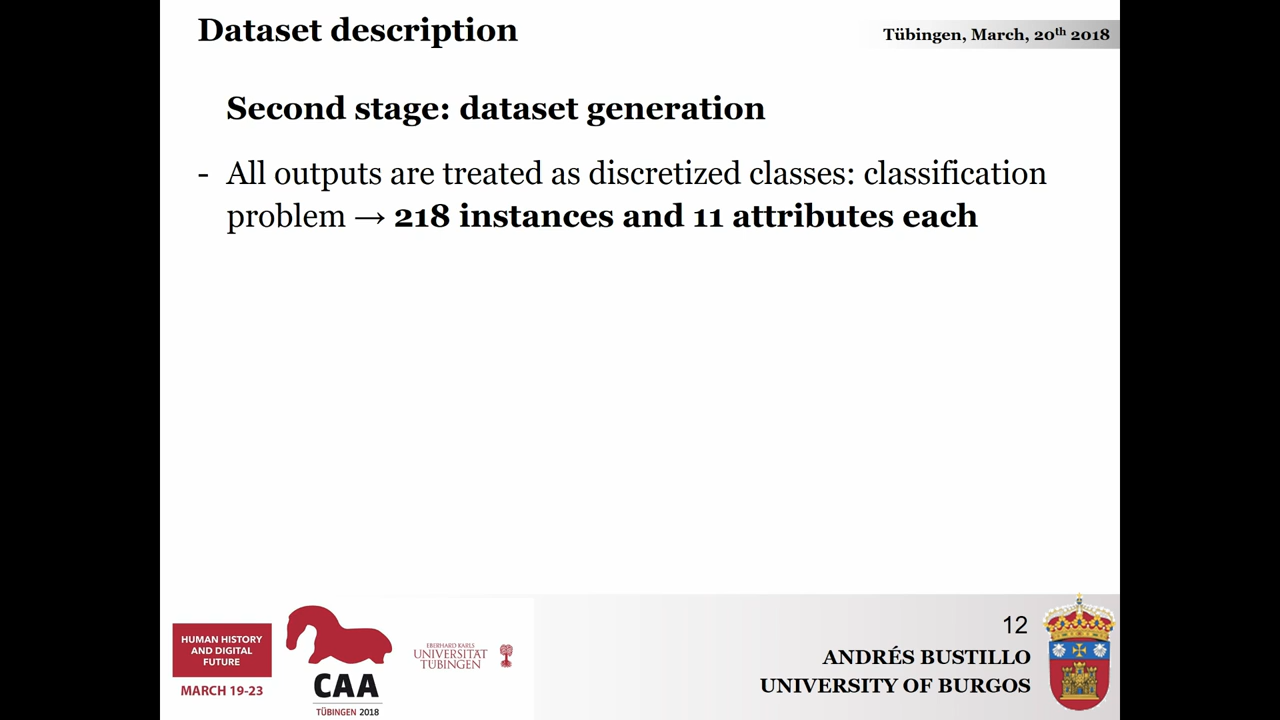 Dataset description
Tübingen, March, 20th 2018
Second stage: dataset generation
- All outputs are treated as discretized classes: classification
problem → 218 instances and 11 attributes each
HUMAN HISTORY
AND DIGITAL
FUTURE
MARCH 19-23
CAA
TÜBINGEN 2018
EBERHARD KARLS
UNIVERSITÄT
TÜBINGEN
12
ANDRÉS BUSTILLO
UNIVERSITY OF BURGOS